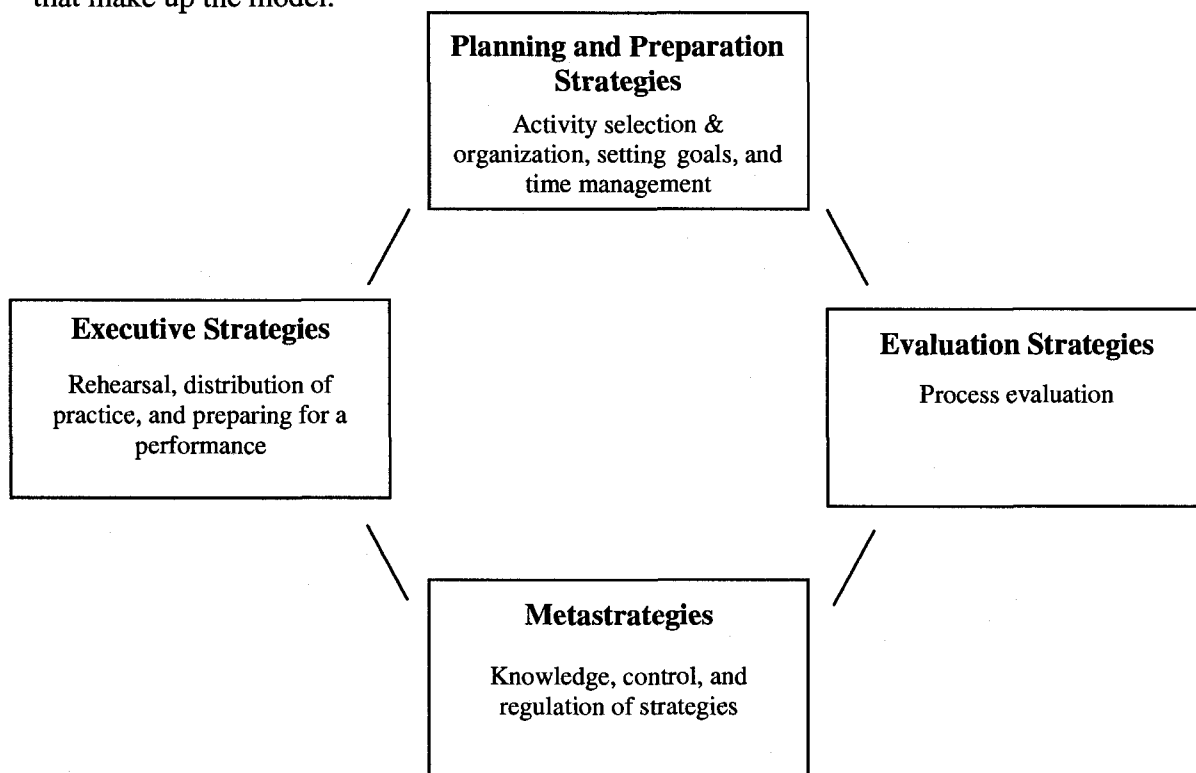 that make up the model.
Planning and Preparation
Strategies
Activity selection &
organization, setting goals, and
time management
Executive Strategies
Rehearsal, distribution of
practice, and preparing for a
performance
Evaluation Strategies
Process evaluation
Metastrategies
Knowledge, control, and
regulation of strategies